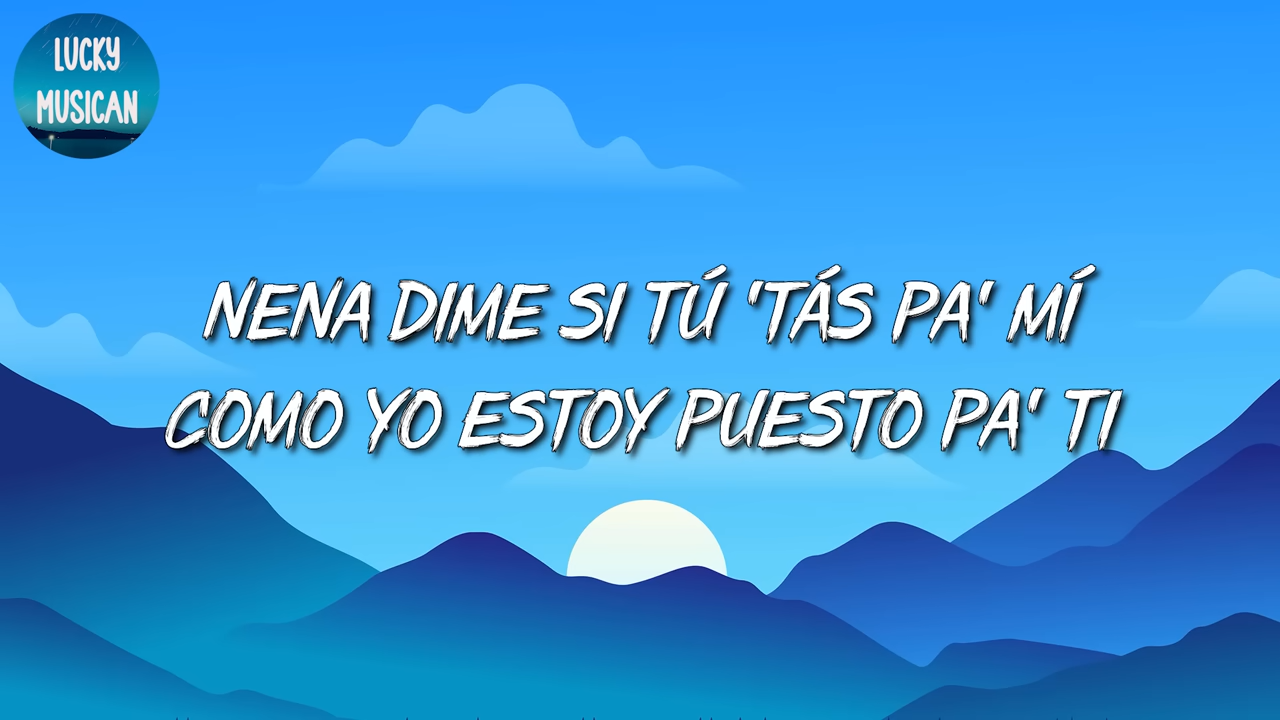 LUCKY
MUSICAN
NENA DIME SI TÚ 'TÁS PA' MÍ
COMO YO ESTOY PUESTO PA' TI